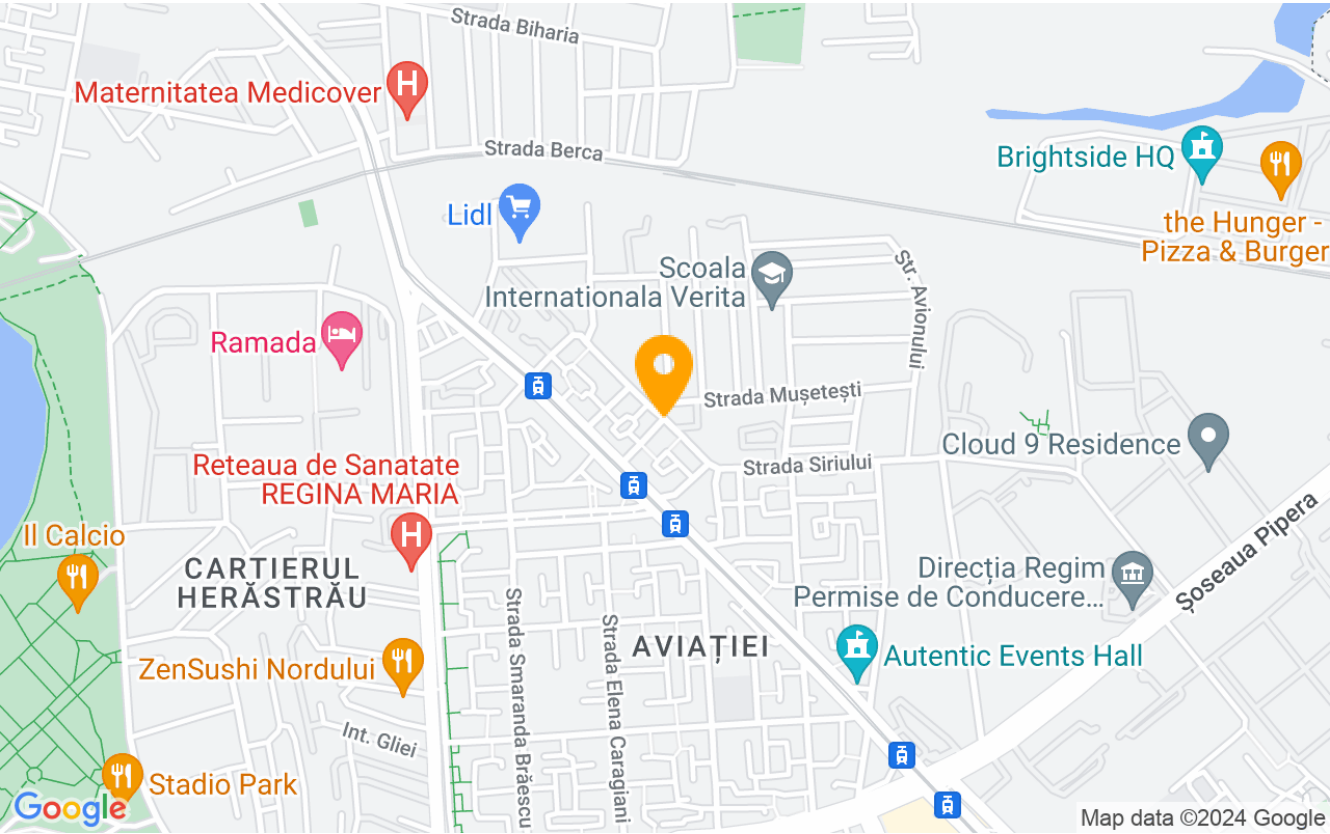 Strada Biharia
Maternitatea Medicover
H
Strada Berca
Brightside HQ
the Hunger -
Pizza & Burger
Lidl
Scoala
Internationala Verita
Str. Avionului
Ramada
Strada Mușetești
Cloud 9 Residence
Strada Siriului
Reteaua de Sanatate
REGINA MARIA
H
Șoseaua Pipera
Il Calcio
CARTIERUL
HERĂSTRĂU
Direcția Regim
Permise de Conducere...
Strada Smaranda Brăescu
Strada Elena Caragiani
AVIAȚIEI
Autentic Events Hall
ZenSushi Nordului
Int. Gliei
Stadio Park
Google
Map data ©2024 Google